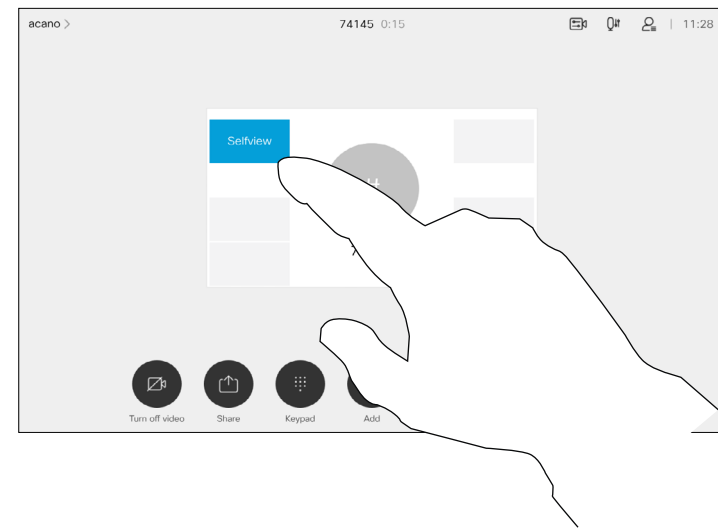 acano >
74145 0:15
11:28
Selfview
Turn off video
Share
Keypad
Add